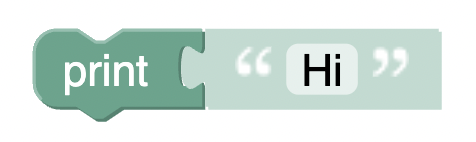 print “ Hi ”